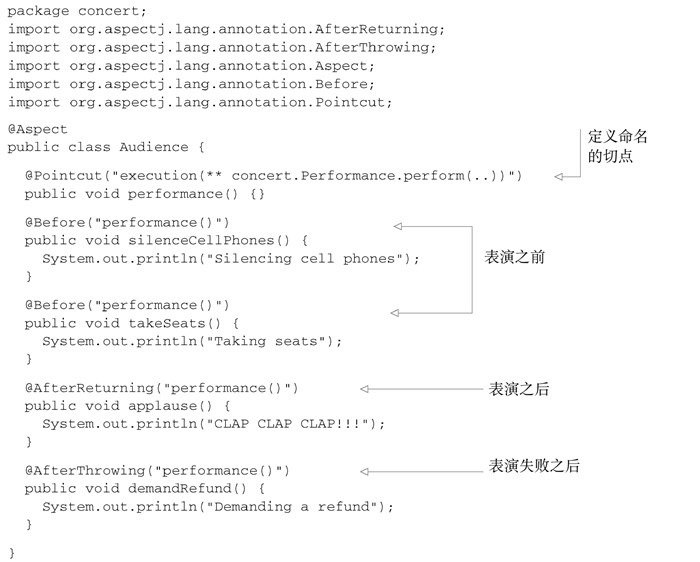 package concert;
import org.aspectj.lang.annotation.AfterReturning;
import org.aspectj.lang.annotation.AfterThrowing;
import org.aspectj.lang.annotation.Aspect;
import org.aspectj.lang.annotation.Before;
import org.aspectj.lang.annotation.Pointcut;
@Aspect
public class Audience {
定义命名
的切点
@Pointcut("execution(** concert.Performance.perform(..))")
public void performance() {}
@Before("performance()")
public void silenceCellPhones() {
System.out.println("Silencing cell phones");
}
表演之前
@Before("performance()")
public void takeSeats() {
System.out.println("Taking seats");
}
@AfterReturning("performance()")
表演之后
public void applause() {
System.out.println("CLAP CLAP CLAP!!!");
}
@AfterThrowing("performance()")
表演失败之后
public void demandRefund() {
System.out.println("Demanding a refund");
}
}